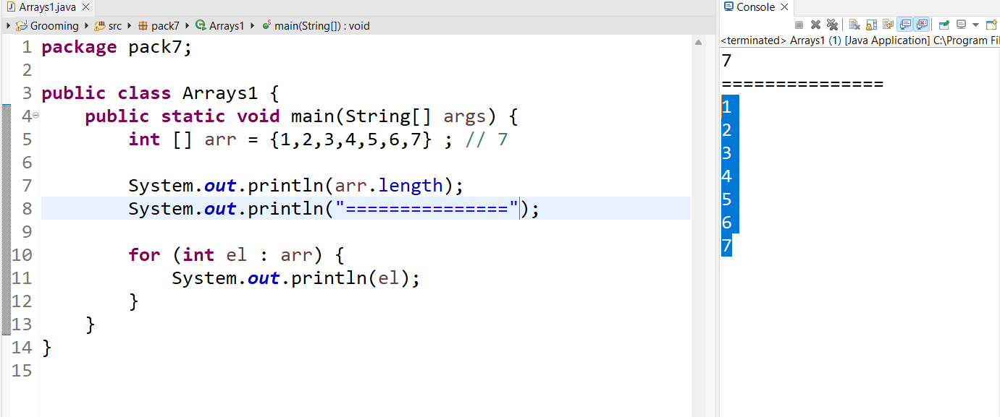 Arrays1.java
Grooming src pack7 Arrays1 main(String[]) : void
1 package pack7;
2
3 public class Arrays1 {
4 public static void main(String[] args) {
5 int [] arr = {1,2,3,4,5,6,7} ; // 7
6
7 System.out.println(arr.length);
8 System.out.println("===============");
9
10 for (int el : arr) {
11 System.out.println(el);
12 }
13 }
14 }
15
Console
<terminated> Arrays1 (1) [Java Application] C:\Program Fil
7
===============
1
2
3
4
5
6
7